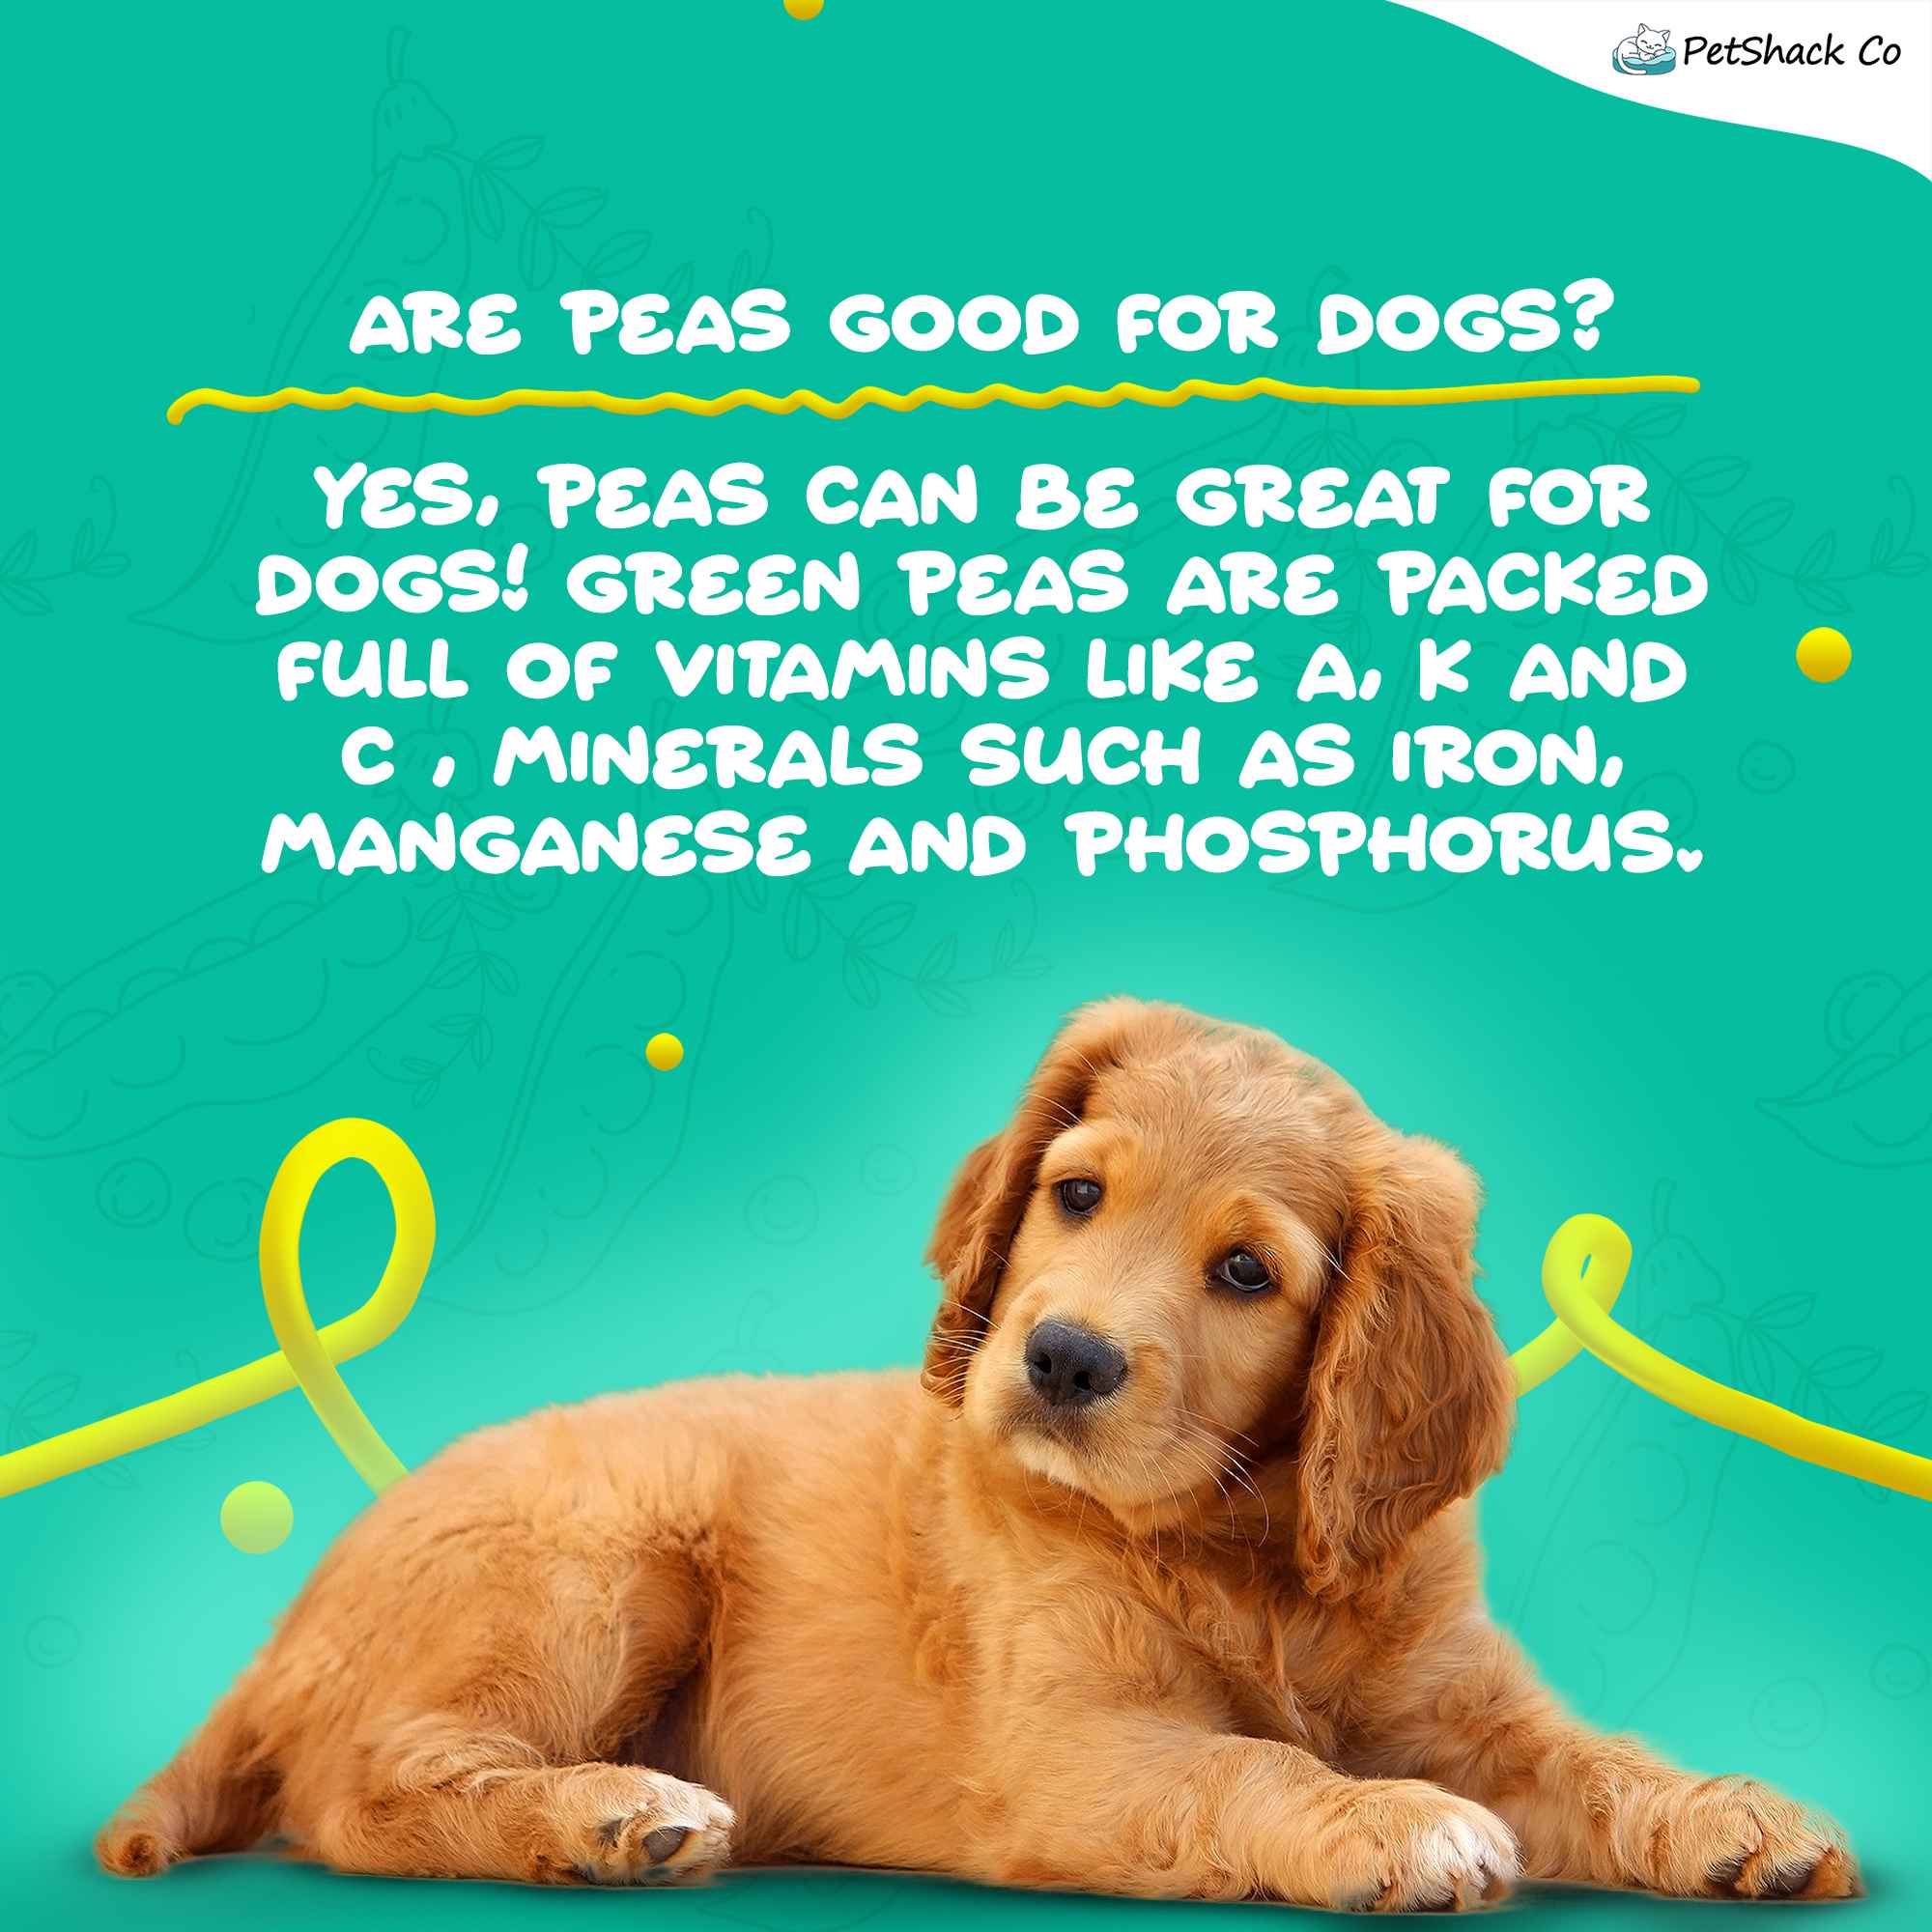 PetShack Co
ARE PEAS GOOD FOR DOGS?
YES, PEAS CAN BE GREAT FOR
DOGS! GREEN PEAS ARE PACKED
FULL OF VITAMINS LIKE A, K AND
C , MINERALS SUCH AS IRON,
MANGANESE AND PHOSPHORUS.